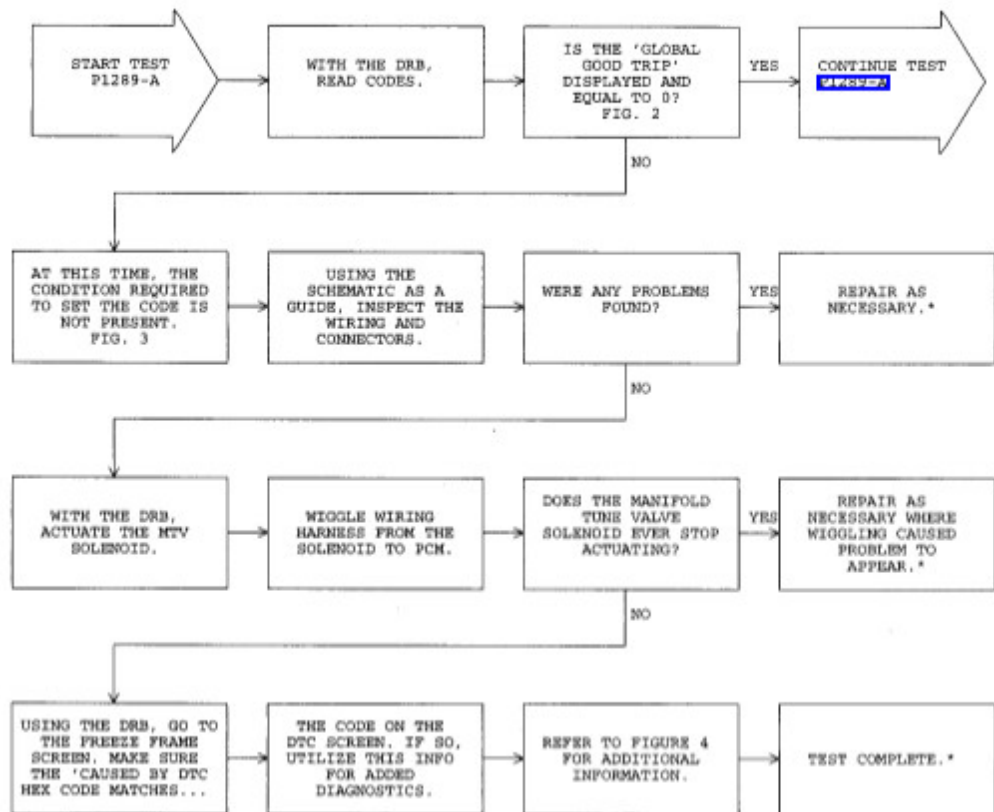 START TEST
P1289-A
WITH THE DRB,
READ CODES.
IS THE 'GLOBAL
GOOD TRIP'
DISPLAYED AND
EQUAL TO 0?
FIG. 2
YES
CONTINUE TEST
P1289-A
NO
AT THIS TIME, THE
CONDITION REQUIRED
TO SET THE CODE IS
NOT PRESENT.
FIG. 3
USING THE
SCHEMATIC AS A
GUIDE, INSPECT THE
WIRING AND
CONNECTORS.
WERE ANY PROBLEMS
FOUND?
YES
REPAIR AS
NECESSARY.*
NO
WITH THE DRB,
ACTUATE THE MTV
SOLENOID.
WIGGLE WIRING
HARNESS FROM THE
SOLENOID TO PCM.
DOES THE MANIFOLD
TUNE VALVE
SOLENOID EVER STOP
ACTUATING?
YES
REPAIR AS
NECESSARY WHERE
WIGGLING CAUSED
PROBLEM TO
APPEAR.*
NO
USING THE DRB, GO TO
THE FREEZE FRAME
SCREEN. MAKE SURE
THE 'CAUSED BY DTC
HEX CODE MATCHES...
THE CODE ON THE
DTC SCREEN. IF SO,
UTILIZE THIS INFO
FOR ADDED
DIAGNOSTICS.
REFER TO FIGURE 4
FOR ADDITIONAL
INFORMATION.
TEST COMPLETE.*